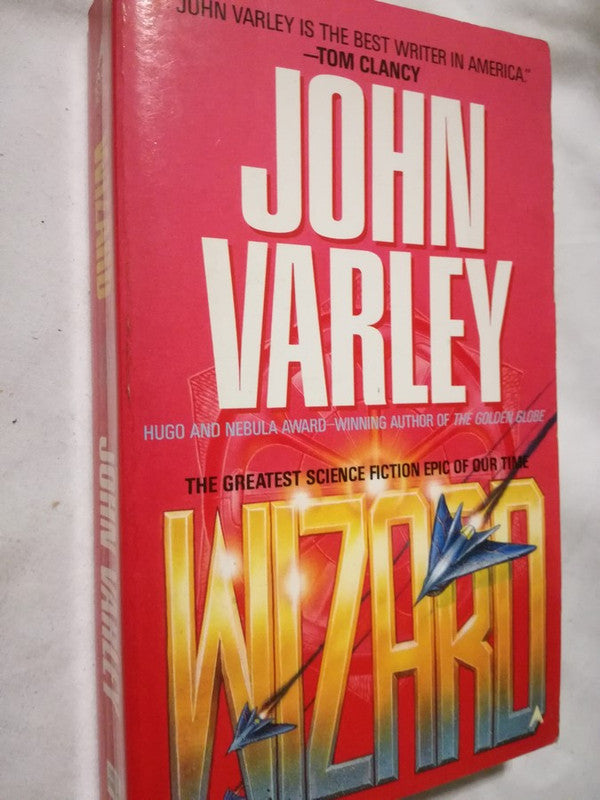 JOHN VARLEY IS THE BEST WRITER IN AMERICA."
—TOM CLANCY
JOHN
VARLEY
HUGO AND NEBULA AWARD–WINNING AUTHOR OF THE GOLDEN GLOBE
THE GREATEST SCIENCE FICTION EPIC OF OUR TIME
WIZARD
WIZARD
JOHN VARLEY